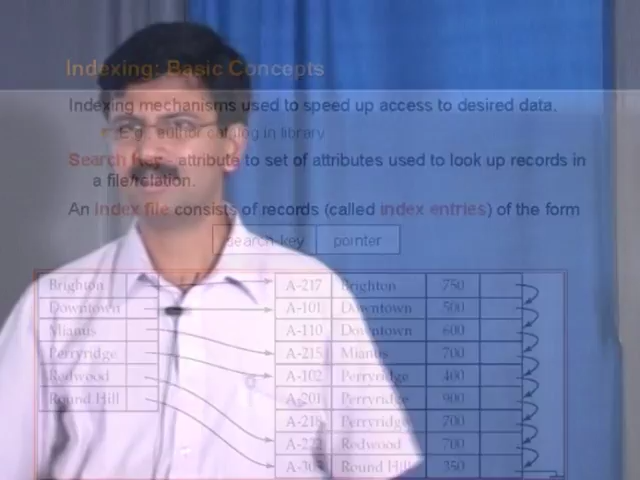 Indexing: Basic Concepts
Indexing mechanisms used to speed up access to desired data.
E.g., author catalog in library
Search Key - attribute to set of attributes used to look up records in
a file/relation.
An index file consists of records (called index entries) of the form
search-key pointer
Brighton A-217 Brighton 750
Downtown A-101 Downtown 500
Mianus A-110 Downtown 600
Perryridge A-215 Mianus 700
Redwood A-102 Perryridge 400
Round Hill A-201 Perryridge 900
A-218 Perryridge 700
A-222 Redwood 700
A-305 Round Hill 350